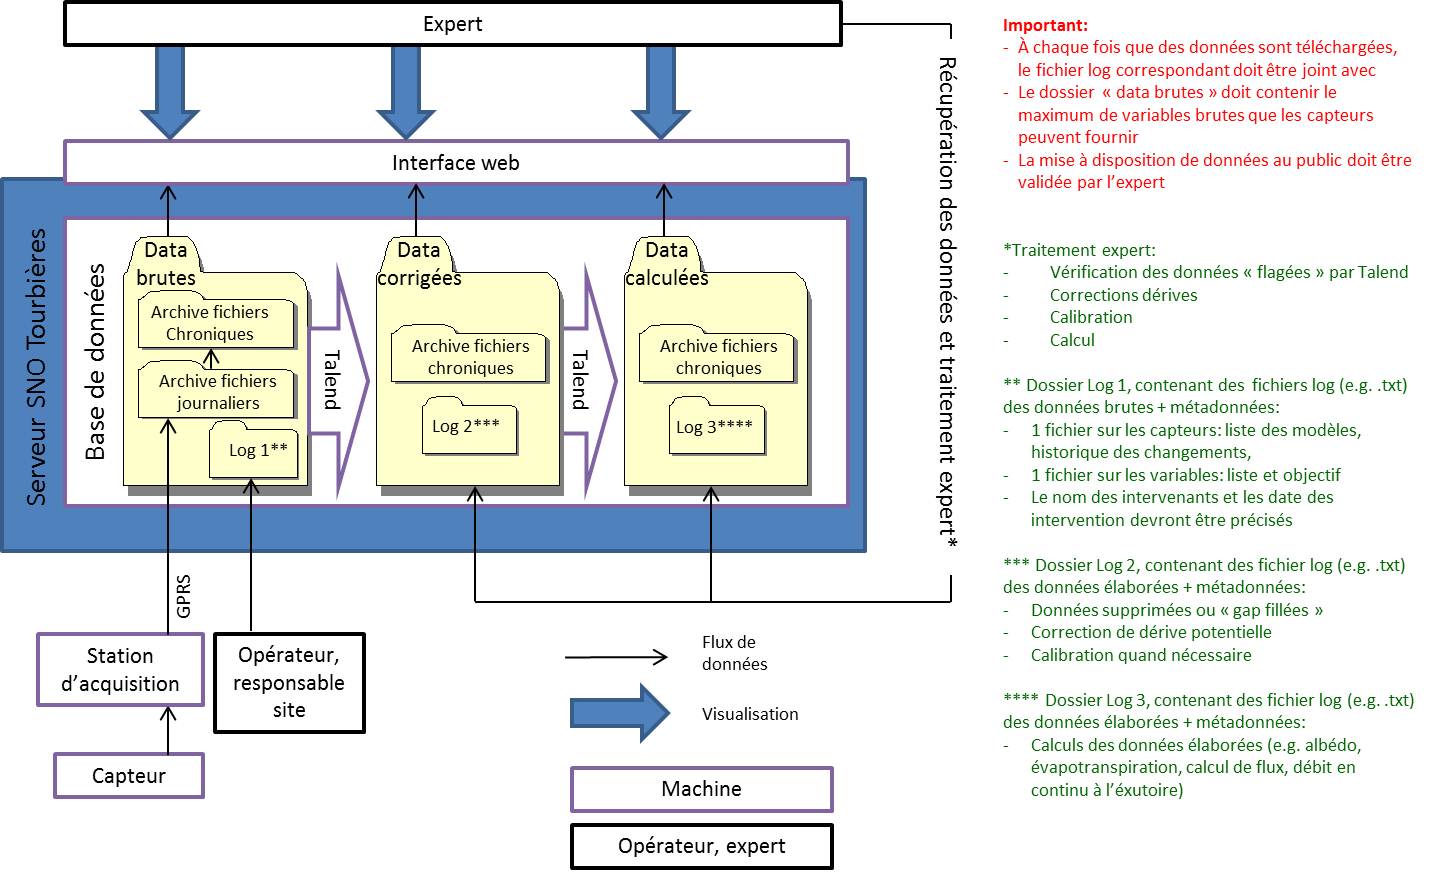 Expert
Interface web
Serveur SNO Tourbières
Base de données
Data
brutes
Archive fichiers
Chroniques
Archive fichiers
journaliers
Log 1**
Talend
Data
corrigées
Archive fichiers
chroniques
Log 2***
Talend
Data
calculées
Archive fichiers
chroniques
Log 3****
Récupération des données et traitement expert*
GPRS
Station
d’acquisition
Capteur
Opérateur,
responsable
site
Flux de
données
Visualisation
Machine
Opérateur, expert
Important:
- À chaque fois que des données sont téléchargées,
le fichier log correspondant doit être joint avec
- Le dossier « data brutes » doit contenir le
maximum de variables brutes que les capteurs
peuvent fournir
- La mise à disposition de données au public doit être
validée par l’expert
*Traitement expert:
- Vérification des données « flagées » par Talend
- Corrections dérives
- Calibration
- Calcul
** Dossier Log 1, contenant des fichiers log (e.g. .txt)
des données brutes + métadonnées:
- 1 fichier sur les capteurs: liste des modèles,
historique des changements,
- 1 fichier sur les variables: liste et objectif
- Le nom des intervenants et les date des
intervention devront être précisés
*** Dossier Log 2, contenant des fichier log (e.g. .txt)
des données élaborées + métadonnées:
- Données supprimées ou « gap fillées »
- Correction de dérive potentielle
- Calibration quand nécessaire
**** Dossier Log 3, contenant des fichier log (e.g. .txt)
des données élaborées + métadonnées:
- Calculs des données élaborées (e.g. albédo,
évapotranspiration, calcul de flux, débit en
continu à l’éxutoire)